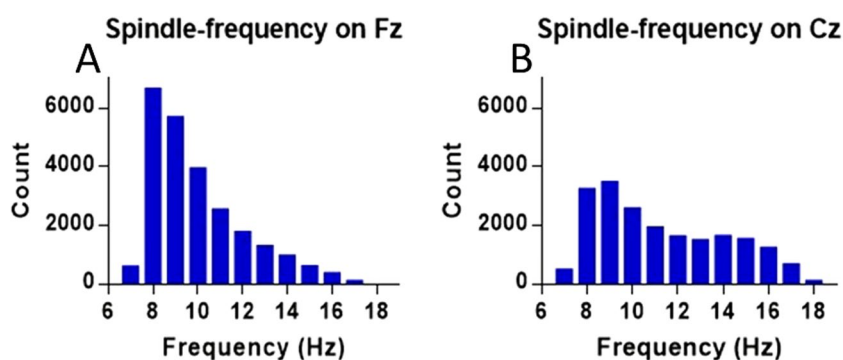 Spindle-frequency on Fz
A
6000
4000
2000
0
Count
6 8 10 12 14 16 18
Frequency (Hz)
Spindle-frequency on Cz
B
6000
4000
2000
0
Count
6 8 10 12 14 16 18
Frequency (Hz)